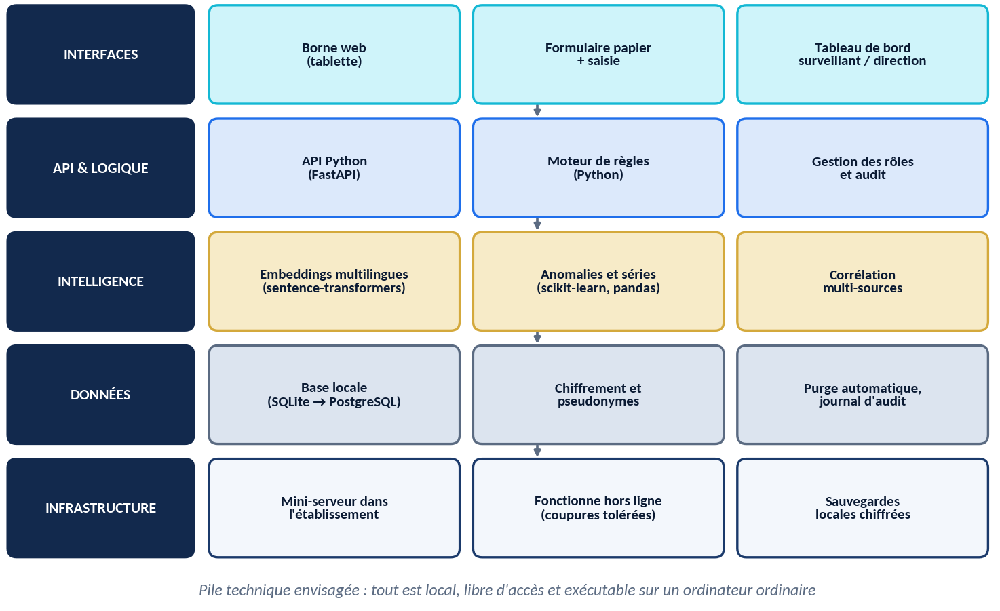 INTERFACES
Borne web
(tablette)
Formulaire papier
+ saisie
Tableau de bord
surveillant / direction
API & LOGIQUE
API Python
(FastAPI)
Moteur de règles
(Python)
Gestion des rôles
et audit
INTELLIGENCE
Embeddings multilingues
(sentence-transformers)
Anomalies et séries
(scikit-learn, pandas)
Corrélation
multi-sources
DONNÉES
Base locale
(SQLite → PostgreSQL)
Chiffrement et
pseudonymes
Purge automatique,
journal d'audit
INFRASTRUCTURE
Mini-serveur dans
l'établissement
Fonctionne hors ligne
(coupures tolérées)
Sauvegardes
locales chiffrées
Pile technique envisagée : tout est local, libre d'accès et exécutable sur un ordinateur ordinaire